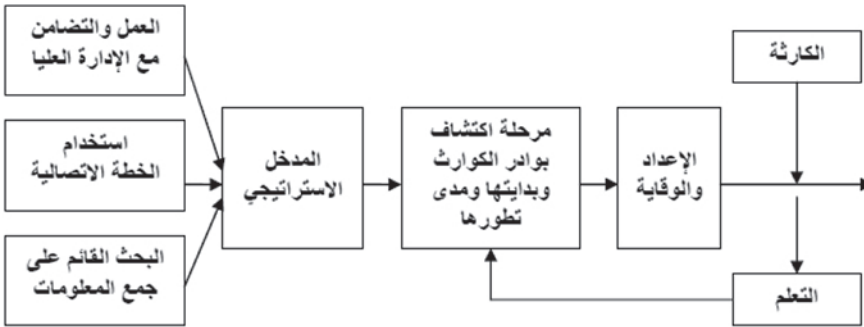 العمل والتضامن
مع الإدارة العليا
استخدام
الخطة الاتصالية
البحث القائم على
جمع المعلومات
المدخل
الاستراتيجي
مرحلة اكتشاف
بوادر الكوارث
وبدايتها ومدى
تطورها
الإعداد
والوقاية
الكارثة
التعلم